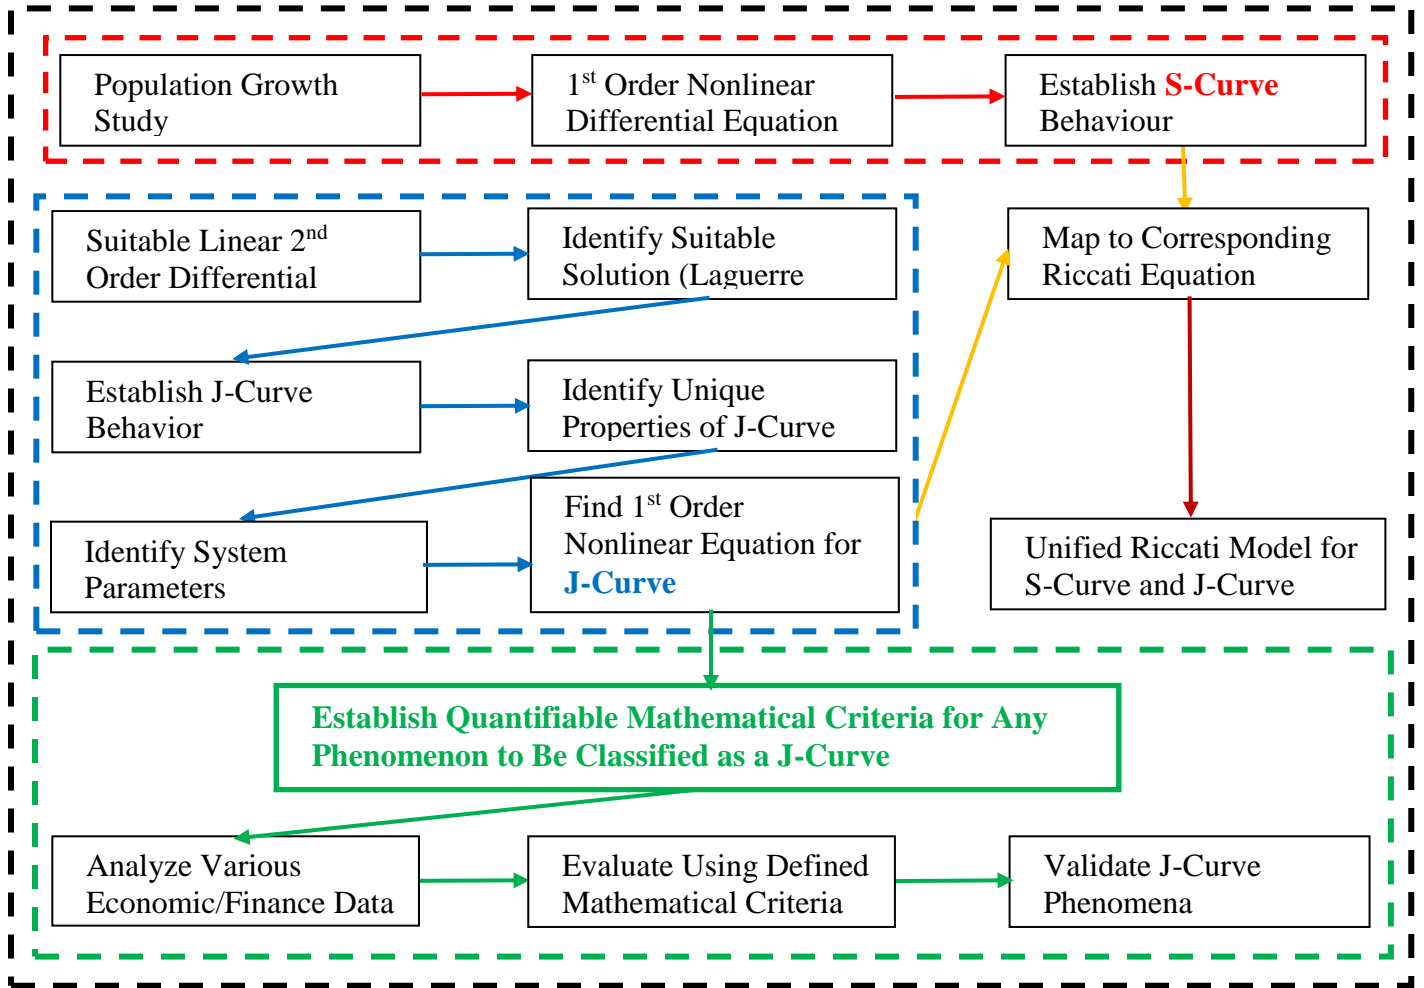 Population Growth
Study
1st Order Nonlinear
Differential Equation
Establish S-Curve
Behaviour
Suitable Linear 2nd
Order Differential
Identify Suitable
Solution (Laguerre
Map to Corresponding
Riccati Equation
Establish J-Curve
Behavior
Identify Unique
Properties of J-Curve
Identify System
Parameters
Find 1st Order
Nonlinear Equation for
J-Curve
Unified Riccati Model for
S-Curve and J-Curve
Establish Quantifiable Mathematical Criteria for Any
Phenomenon to Be Classified as a J-Curve
Analyze Various
Economic/Finance Data
Evaluate Using Defined
Mathematical Criteria
Validate J-Curve
Phenomena